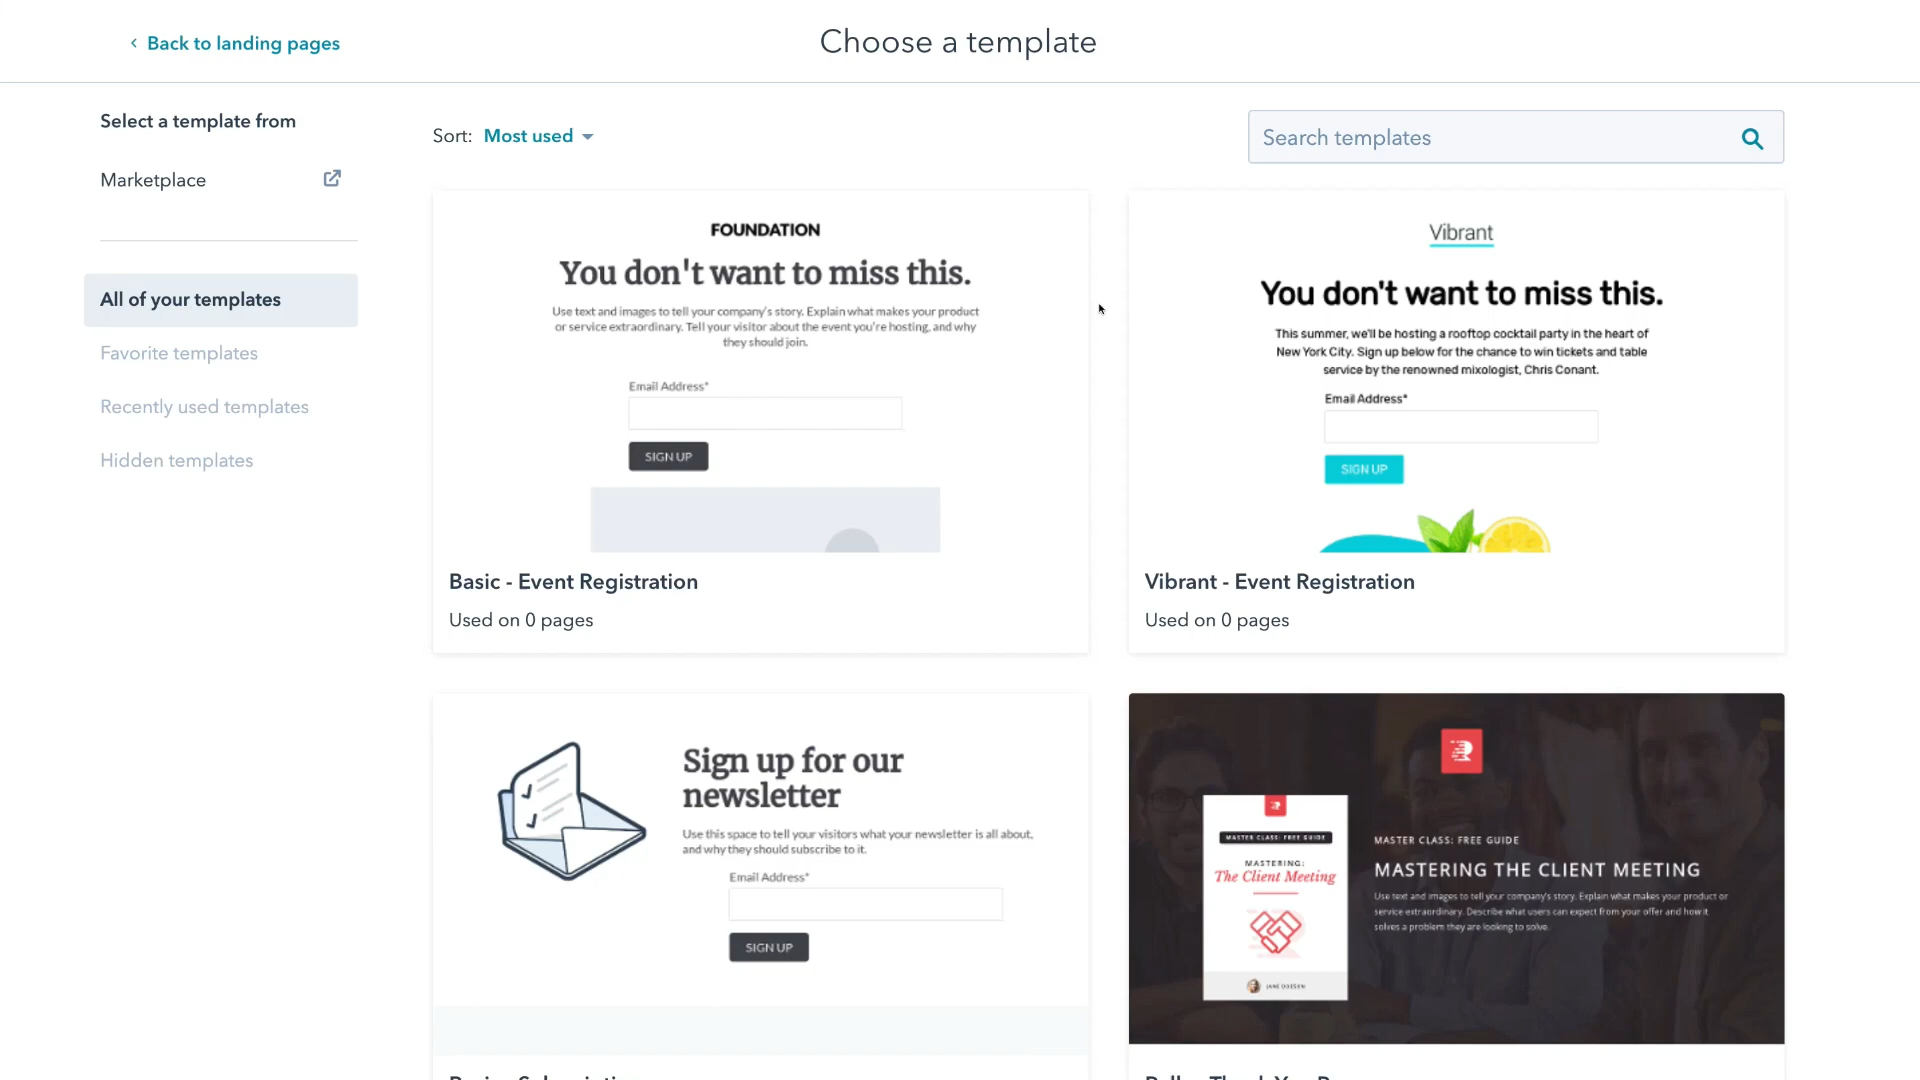 Back to landing pages
Choose a template
Select a template from
Marketplace
All of your templates
Favorite templates
Recently used templates
Hidden templates
Sort: Most used
Search templates
FOUNDATION
You don't want to miss this.
Use text and images to tell your company's story. Explain what makes your product
or service extraordinary. Tell your visitor about the event you're hosting, and why
they should join.
Email Address*
SIGN UP
Basic - Event Registration
Used on 0 pages
Vibrant
You don't want to miss this.
This summer, we'll be hosting a rooftop cocktail party in the heart of
New York City. Sign up below for the chance to win tickets and table
service by the renowned mixologist, Chris Conant.
Email Address*
SIGN UP
Vibrant - Event Registration
Used on 0 pages
Sign up for our
newsletter
Use this space to tell your visitors what your newsletter is all about,
and why they should subscribe to it.
Email Address*
SIGN UP
MASTER CLASS: FREE GUIDE
MASTERING:
The Client Meeting
MASTER CLASS: FREE GUIDE
MASTERING THE CLIENT MEETING
Use text and images to tell your company's story. Explain what makes your product or
service extraordinary. Describe what users can expect from your offer and how it
solves a problem they are looking to solve.